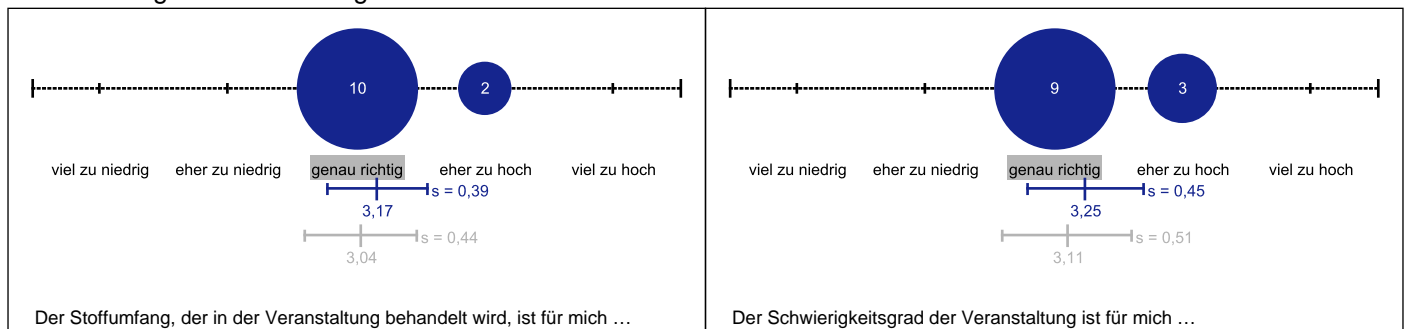 10
2
viel zu niedrig
eher zu niedrig
genau richtig
eher zu hoch
viel zu hoch
s = 0,39
3,17
s = 0,44
3,04
Der Stoffumfang, der in der Veranstaltung behandelt wird, ist für mich …
9
3
viel zu niedrig
eher zu niedrig
genau richtig
eher zu hoch
viel zu hoch
s = 0,45
3,25
s = 0,51
3,11
Der Schwierigkeitsgrad der Veranstaltung ist für mich …